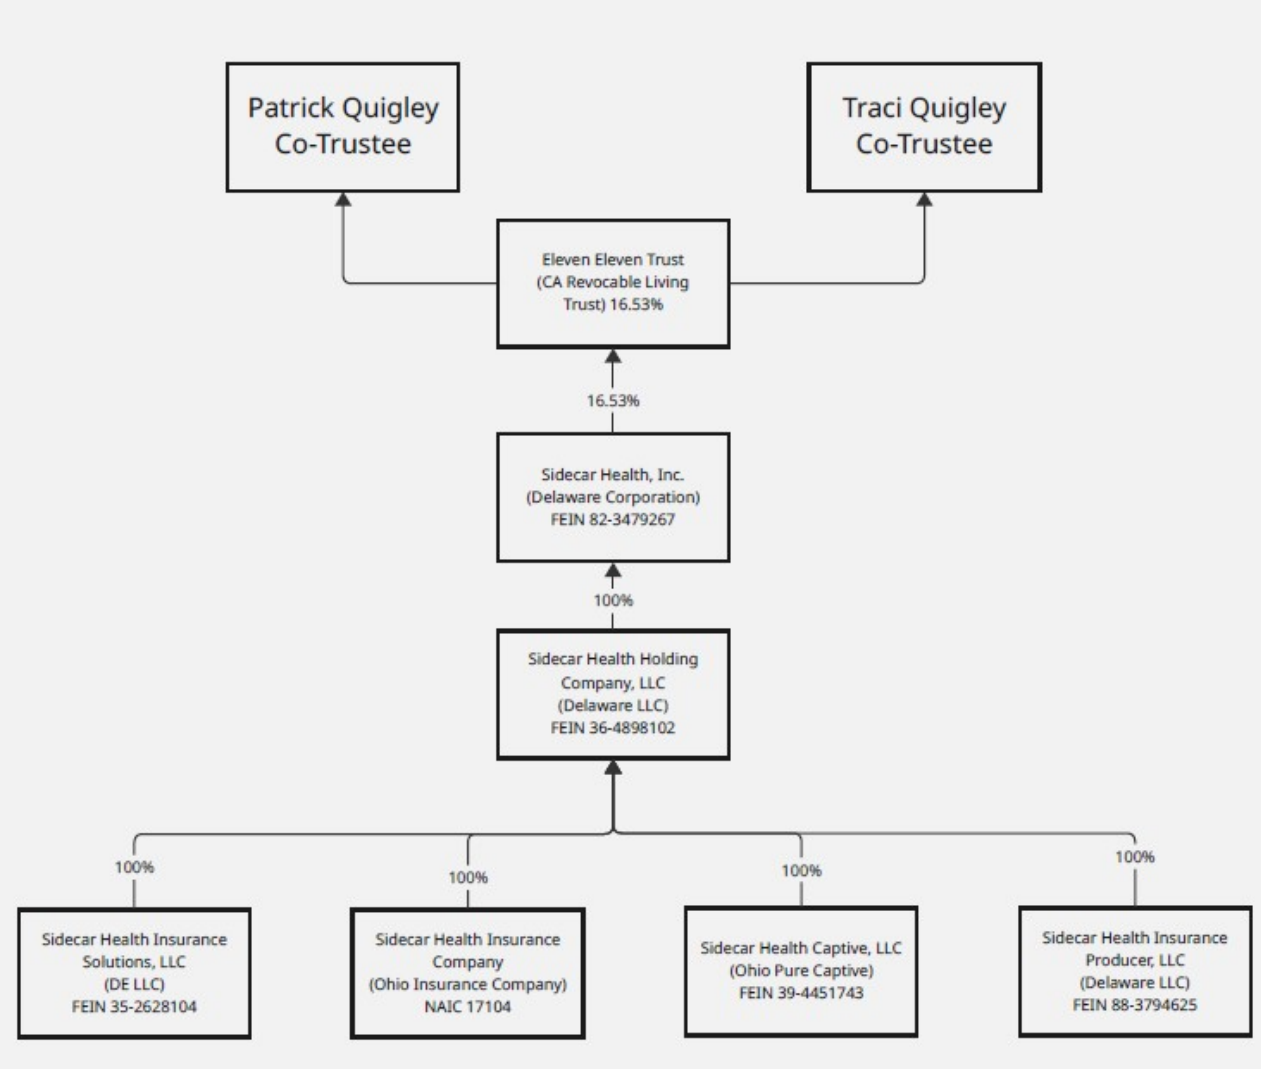 Patrick Quigley
Co-Trustee
Traci Quigley
Co-Trustee
Eleven Eleven Trust
(CA Revocable Living
Trust) 16.53%
16.53%
Sidecar Health, Inc.
(Delaware Corporation)
FEIN 82-3479267
100%
Sidecar Health Holding
Company, LLC
(Delaware LLC)
FEIN 36-4898102
100%
100%
100%
100%
Sidecar Health Insurance
Solutions, LLC
(DE LLC)
FEIN 35-2628104
Sidecar Health Insurance
Company
(Ohio Insurance Company)
NAIC 17104
Sidecar Health Captive, LLC
(Ohio Pure Captive)
FEIN 39-4451743
Sidecar Health Insurance
Producer, LLC
(Delaware LLC)
FEIN 88-3794625